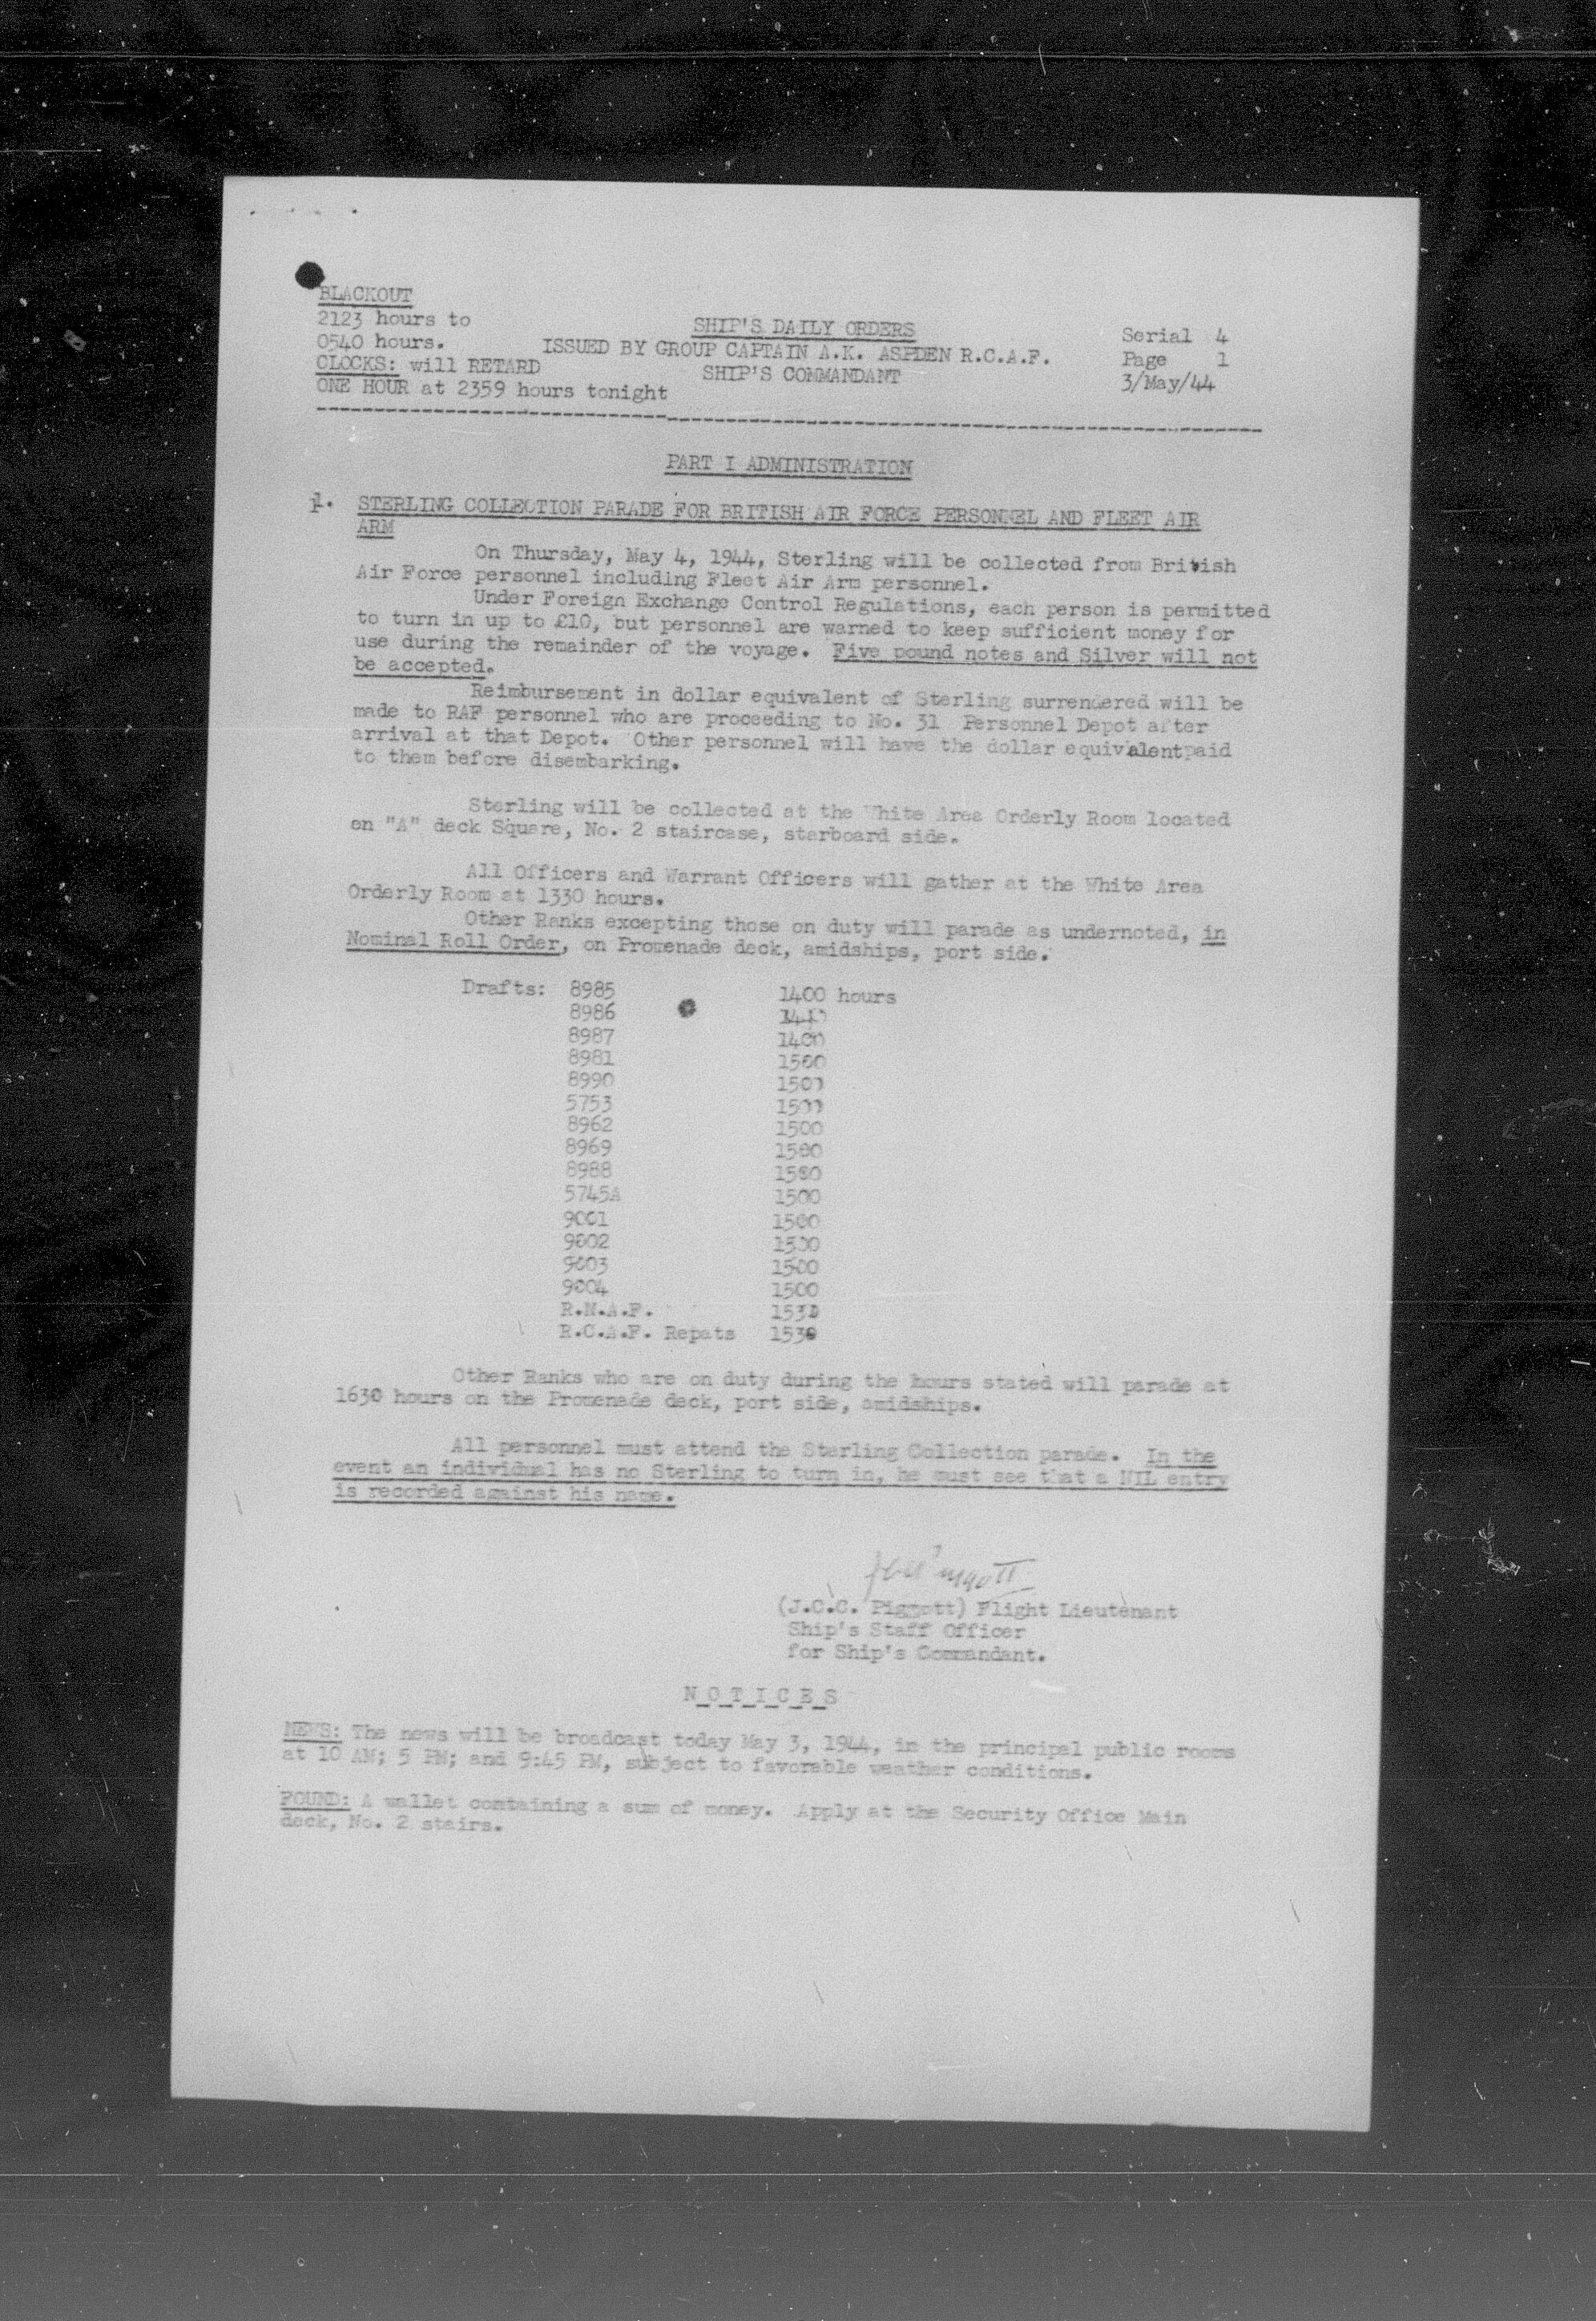 BLACKOUT
2123 hours to
0540 hours.
CLOCKS: will RETARD
ONE HOUR at 2359 hours tonight
SHIP'S DAILY ORDERS
ISSUED BY GROUP CAPTAIN A.K. ASPDEN R.C.A.F.
SHIP'S COMMANDANT
Serial 4
Page 1
3/May/44
PART I ADMINISTRATION
1. STERLING COLLECTION PARADE FOR BRITISH AIR FORCE PERSONNEL AND FLEET AIR
ARM
On Thursday, May 4, 1944, Sterling will be collected from British
Air Force personnel including Fleet Air Arm personnel.
Under Foreign Exchange Control Regulations, each person is permitted
to turn in up to £10, but personnel are warned to keep sufficient money for
use during the remainder of the voyage. Five pound notes and Silver will not
be accepted.
Reimbursement in dollar equivalent of Sterling surrendered will be
made to RAF personnel who are proceeding to No. 31 Personnel Depot after
arrival at that Depot. Other personnel will have the dollar equivalent paid
to them before disembarking.
Sterling will be collected at the White Area Orderly Room located
on "A" deck Square, No. 2 staircase, starboard side.
All Officers and Warrant Officers will gather at the White Area
Orderly Room at 1330 hours.
Other Ranks excepting those on duty will parade as undernoted, in
Nominal Roll Order, on Promenade deck, amidships, port side.
Drafts: 8985 1400 hours
8986
8987 1400
8981 1500
8990 1500
5753 1500
8962 1500
8969 1500
8988 1500
5745A 1500
9001 1500
9002 1500
9003 1500
9004 1500
R.N.A.F. 1530
R.C.A.F. Repats 1530
Other Ranks who are on duty during the hours stated will parade at
1630 hours on the Promenade deck, port side, amidships.
All personnel must attend the Sterling Collection parade. In the
event an individual has no Sterling to turn in, he must see that a NIL entry
is recorded against his name.
(J.C.C. Piggott) Flight Lieutenant
Ship's Staff Officer
for Ship's Commandant.
N O T I C E S
NEWS: The news will be broadcast today May 3, 1944, in the principal public rooms
at 10 AM; 5 PM; and 9:45 PM, subject to favorable weather conditions.
FOUND: A wallet containing a sum of money. Apply at the Security Office Main
deck, No. 2 stairs.